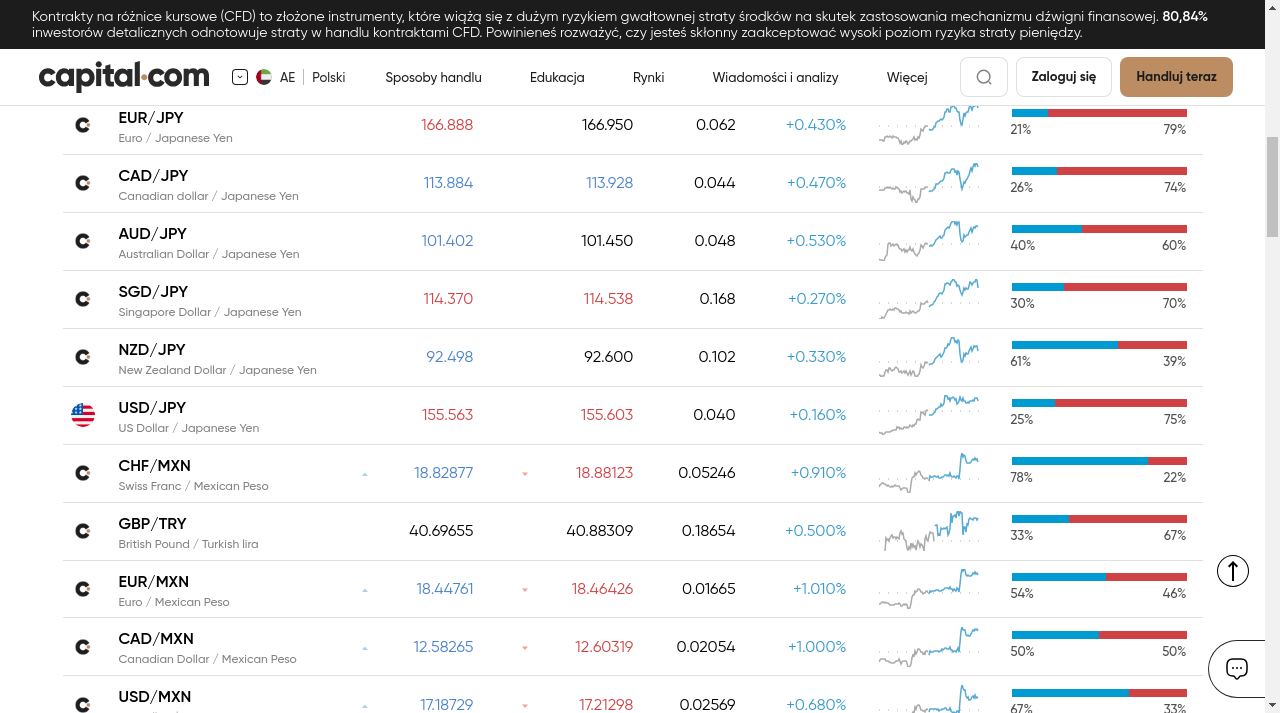 Kontrakty na różnice kursowe (CFD) to złożone instrumenty, które wiążą się z dużym ryzykiem gwałtownej straty środków na skutek zastosowania mechanizmu dźwigni finansowej. 80,84%
inwestorów detalicznych odnotowuje straty w handlu kontraktami CFD. Powinieneś rozważyć, czy jesteś skłonny zaakceptować wysoki poziom ryzyka straty pieniędzy.
capital.com AE Polski Sposoby handlu Edukacja Rynki Wiadomości i analizy Więcej Zaloguj się Handluj teraz
EUR/JPY 166.888 166.950 0.062 +0.430%
Euro / Japanese Yen 21% 79%
CAD/JPY 113.884 113.928 0.044 +0.470%
Canadian dollar / Japanese Yen 26% 74%
AUD/JPY 101.402 101.450 0.048 +0.530%
Australian Dollar / Japanese Yen 40% 60%
SGD/JPY 114.370 114.538 0.168 +0.270%
Singapore Dollar / Japanese Yen 30% 70%
NZD/JPY 92.498 92.600 0.102 +0.330%
New Zealand Dollar / Japanese Yen 61% 39%
USD/JPY 155.563 155.603 0.040 +0.160%
US Dollar / Japanese Yen 25% 75%
CHF/MXN 18.82877 18.88123 0.05246 +0.910%
Swiss Franc / Mexican Peso 78% 22%
GBP/TRY 40.69655 40.88309 0.18654 +0.500%
British Pound / Turkish lira 33% 67%
EUR/MXN 18.44761 18.46426 0.01665 +1.010%
Euro / Mexican Peso 54% 46%
CAD/MXN 12.58265 12.60319 0.02054 +1.000%
Canadian Dollar / Mexican Peso 50% 50%
USD/MXN 17.18729 17.21298 0.02569 +0.680%
67% 33%